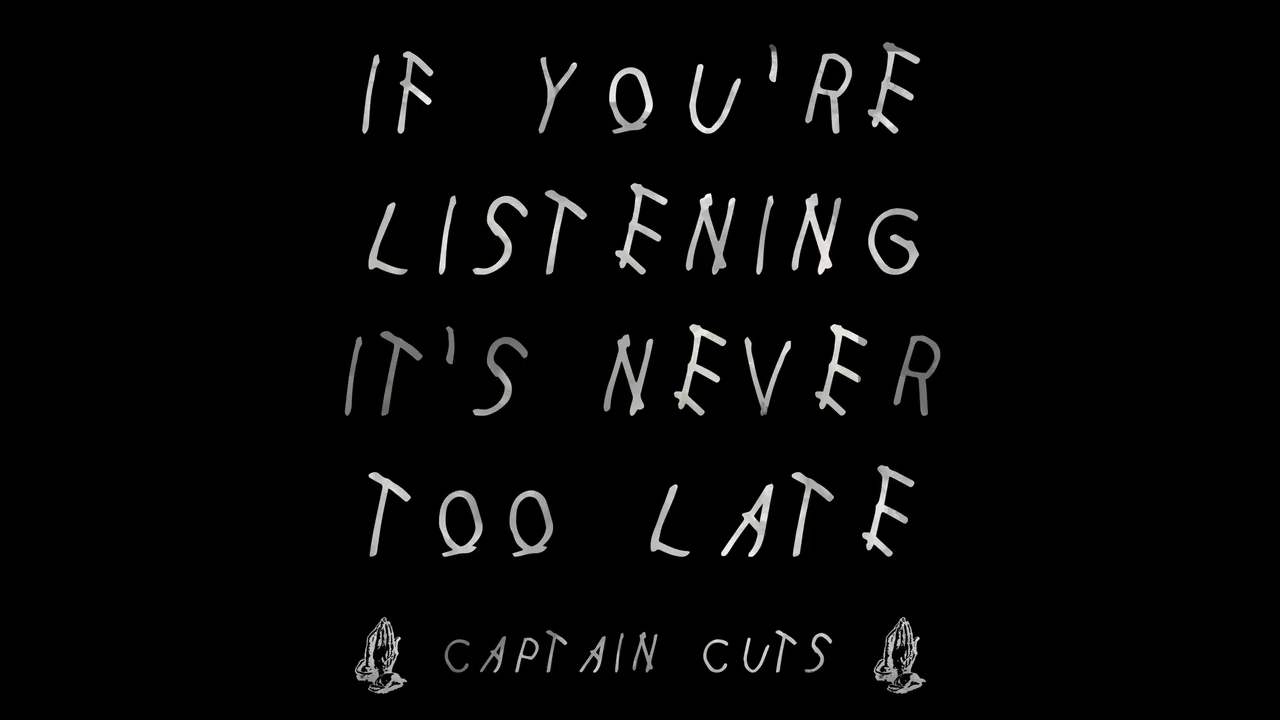 IF YOU'RE
LISTENING
IT'S NEVER
TOO LATE
CAPTAIN CUTS